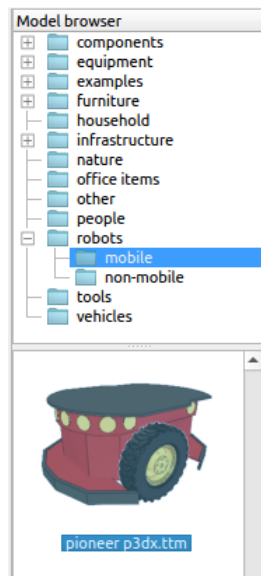 Model browser
components
equipment
examples
furniture
household
infrastructure
nature
office items
other
people
robots
mobile
non-mobile
tools
vehicles
pioneer p3dx.ttm